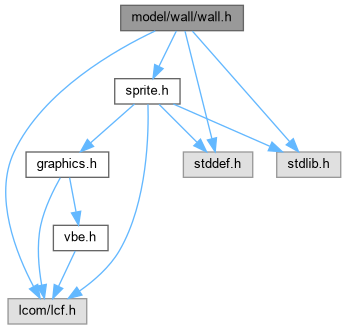 model/wall/wall.h
sprite.h
graphics.h
stddef.h
stdlib.h
vbe.h
lcom/lcf.h